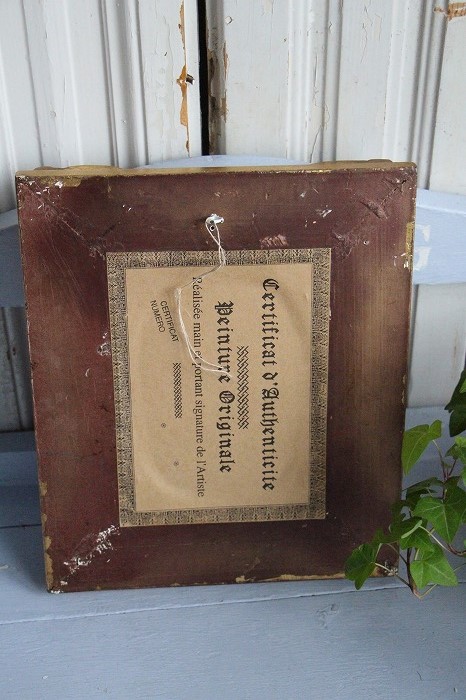 Certificat d'Authenticite
Peinture Originale
Réalisée main et portant signature de l'Artiste
CERTIFICAT
NUMERO
G